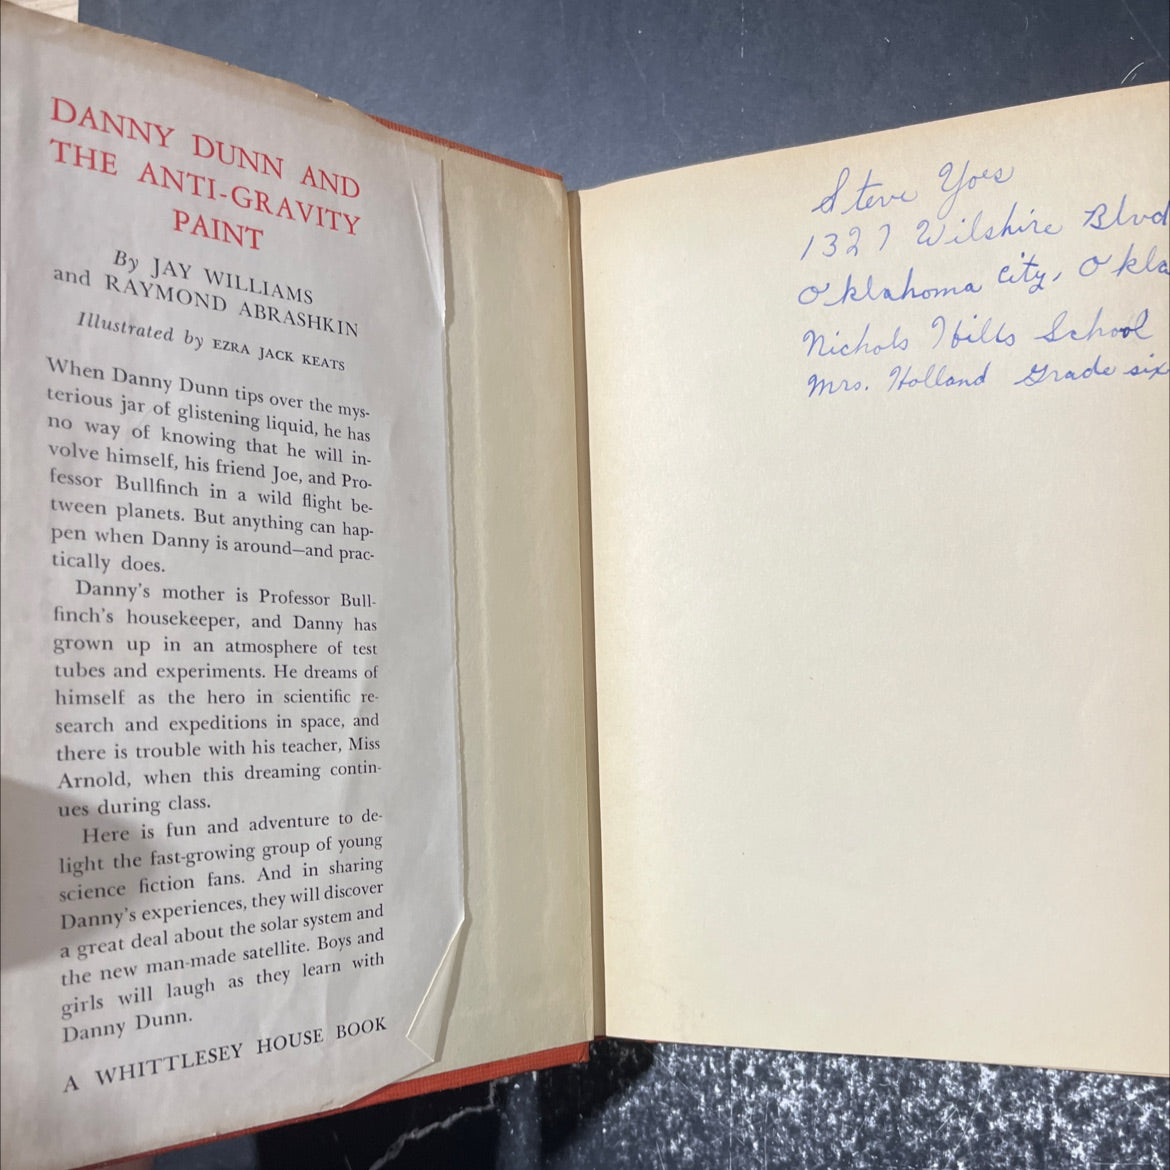 DANNY DUNN AND
THE ANTI-GRAVITY
PAINT
By JAY WILLIAMS
and RAYMOND ABRASHKIN
Illustrated by EZRA JACK KEATS
When Danny Dunn tips over the mys-
terious jar of glistening liquid, he has
no way of knowing that he will in-
volve himself, his friend Joe, and Pro-
fessor Bullfinch in a wild flight be-
tween planets. But anything can hap-
pen when Danny is around—and prac-
tically does.
Danny's mother is Professor Bull-
finch's housekeeper, and Danny has
grown up in an atmosphere of test
tubes and experiments. He dreams of
himself as the hero in scientific re-
search and expeditions in space, and
there is trouble with his teacher, Miss
Arnold, when this dreaming contin-
ues during class.
Here is fun and adventure to de-
light the fast-growing group of young
science fiction fans. And in sharing
Danny's experiences, they will discover
a great deal about the solar system and
the new man-made satellite. Boys and
girls will laugh as they learn with
Danny Dunn.
A WHITTLESEY HOUSE BOOK
Steve Yoes
1327 Wilshire Blvd
Oklahoma City, Okla
Nichols Hills School
Mrs. Holland Grade six